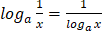 log_a 1/x = 1/(log_a x)